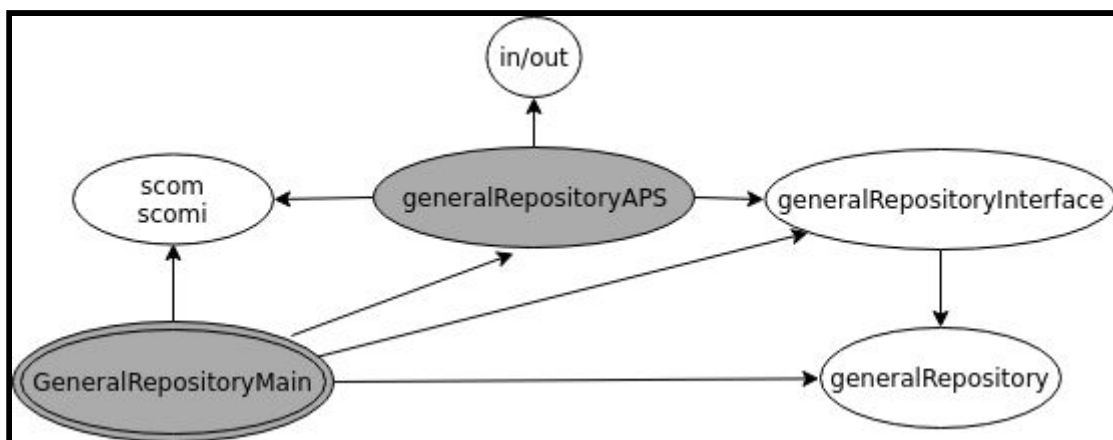 in/out
scom
scomi
generalRepositoryAPS
generalRepositoryInterface
GeneralRepositoryMain
generalRepository